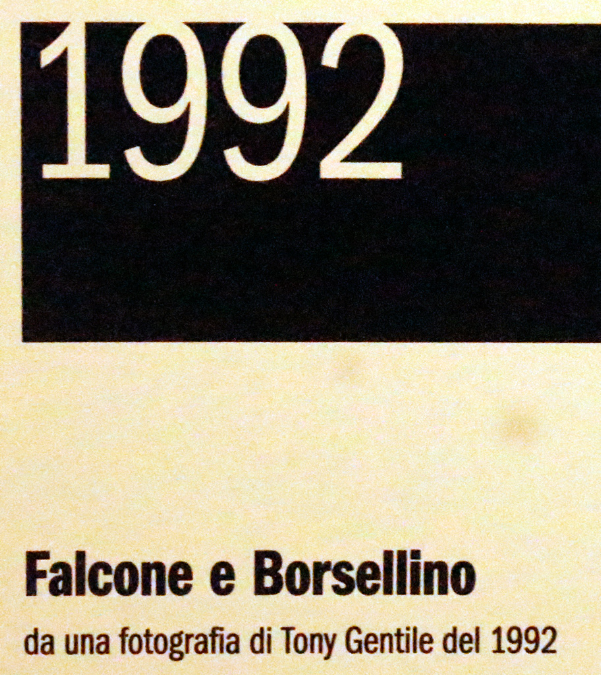 1992
Falcone e Borsellino
da una fotografia di Tony Gentile del 1992